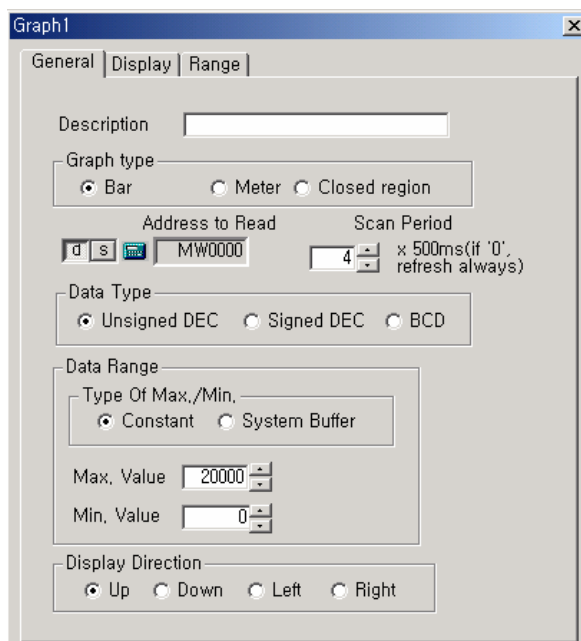 Graph1
General Display Range
Description
Graph type
Bar Meter Closed region
Address to Read Scan Period
d s MW0000 4 x 500ms(if '0', refresh always)
Data Type
Unsigned DEC Signed DEC BCD
Data Range
Type Of Max,/Min,
Constant System Buffer
Max, Value 20000
Min, Value 0
Display Direction
Up Down Left Right